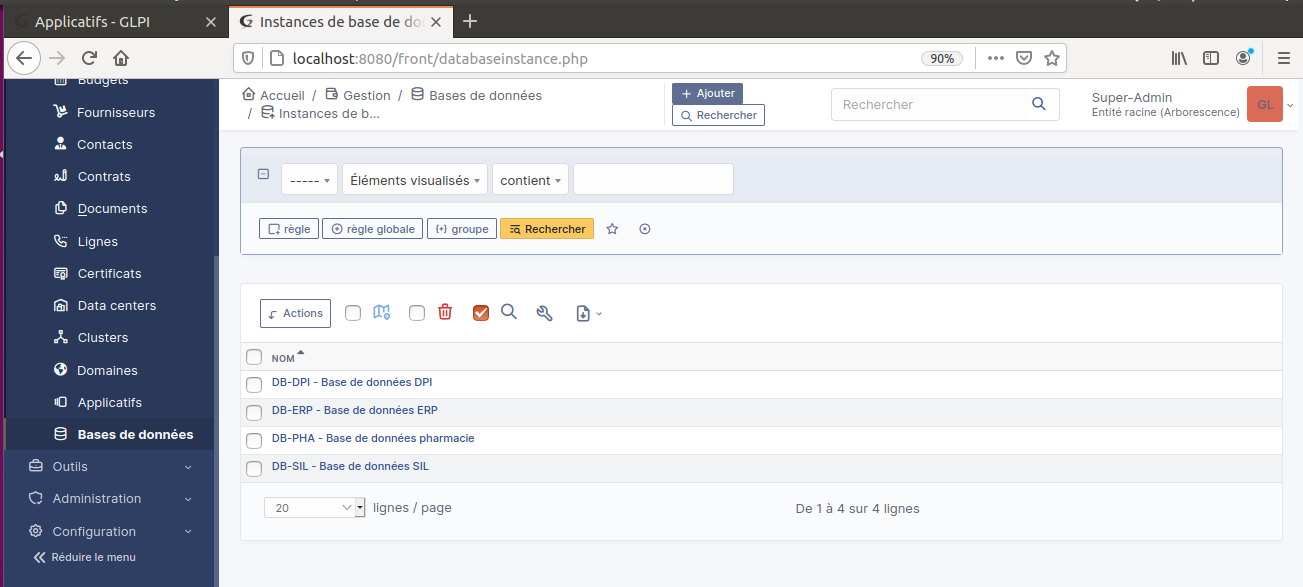 Applicatifs - GLPI
Instances de base de do
localhost:8080/front/databaseinstance.php
90%
Budgets
Fournisseurs
Contacts
Contrats
Documents
Lignes
Certificats
Data centers
Clusters
Domaines
Applicatifs
Bases de données
Outils
Administration
Configuration
Réduire le menu
Accueil / Gestion / Bases de données
/ Instances de b...
+ Ajouter
Rechercher
Rechercher
Super-Admin
Entité racine (Arborescence)
GL
-----
Éléments visualisés
contient
règle
règle globale
(+) groupe
Rechercher
Actions
NOM
DB-DPI - Base de données DPI
DB-ERP - Base de données ERP
DB-PHA - Base de données pharmacie
DB-SIL - Base de données SIL
20 lignes / page
De 1 à 4 sur 4 lignes